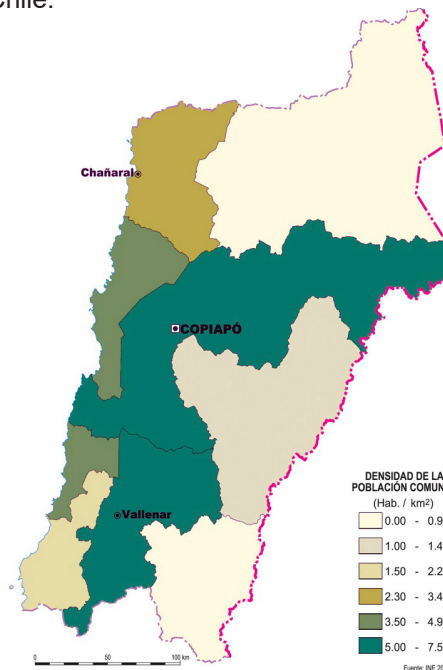 Chile.
Chañaral
COPIAPÓ
Vallenar
DENSIDAD DE LA
POBLACIÓN COMUN
(Hab. / km²)
0.00 - 0.9
1.00 - 1.4
1.50 - 2.2
2.30 - 3.4
3.50 - 4.9
5.00 - 7.5
0 50 100 km
Fuente: INE 20